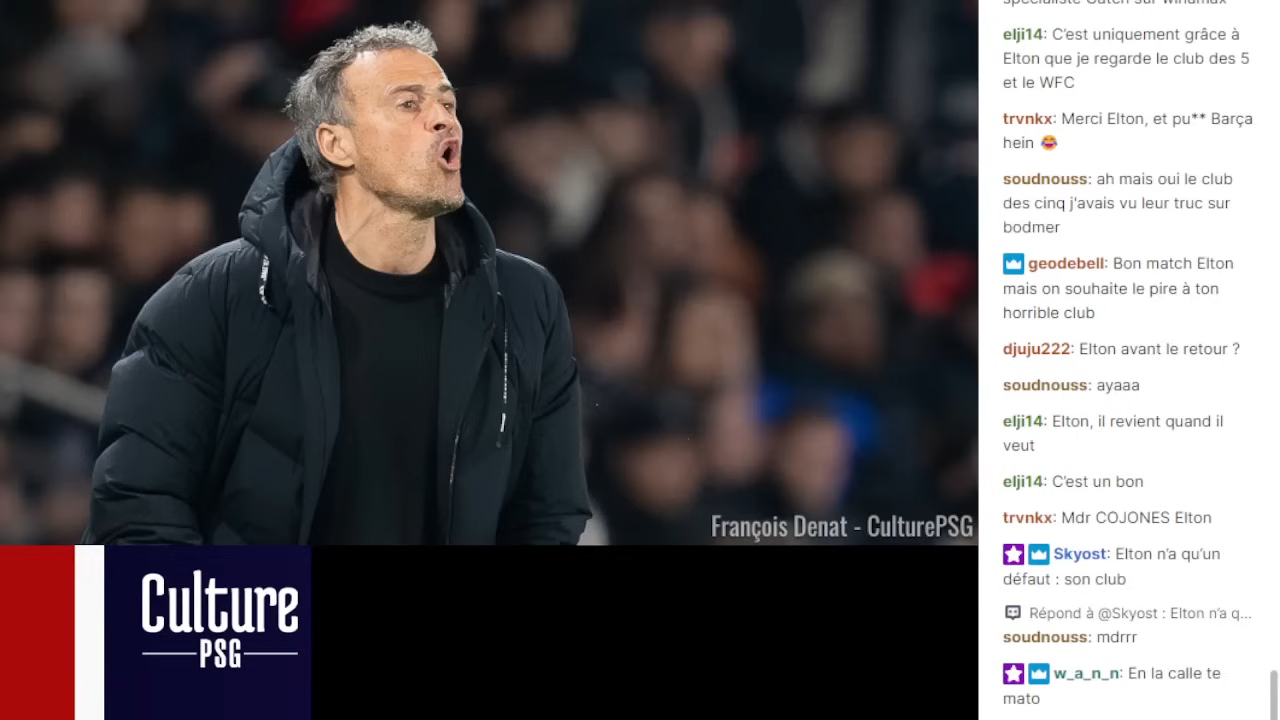 spécialiste Catch sur winamax
elji14: C'est uniquement grâce à
Elton que je regarde le club des 5
et le WFC
trvnkx: Merci Elton, et pu** Barça
hein 😂
soudnouss: ah mais oui le club
des cinq j'avais vu leur truc sur
bodmer
geodebell: Bon match Elton
mais on souhaite le pire à ton
horrible club
djuju222: Elton avant le retour ?
soudnouss: ayaaa
elji14: Elton, il revient quand il
veut
elji14: C'est un bon
trvnkx: Mdr COJONES Elton
Skyost: Elton n'a qu'un
défaut : son club
Répond à @Skyost : Elton n'a q...
soudnouss: mdrrr
w_a_n_n: En la calle te
mato
François Denat - CulturePSG
Culture
PSG